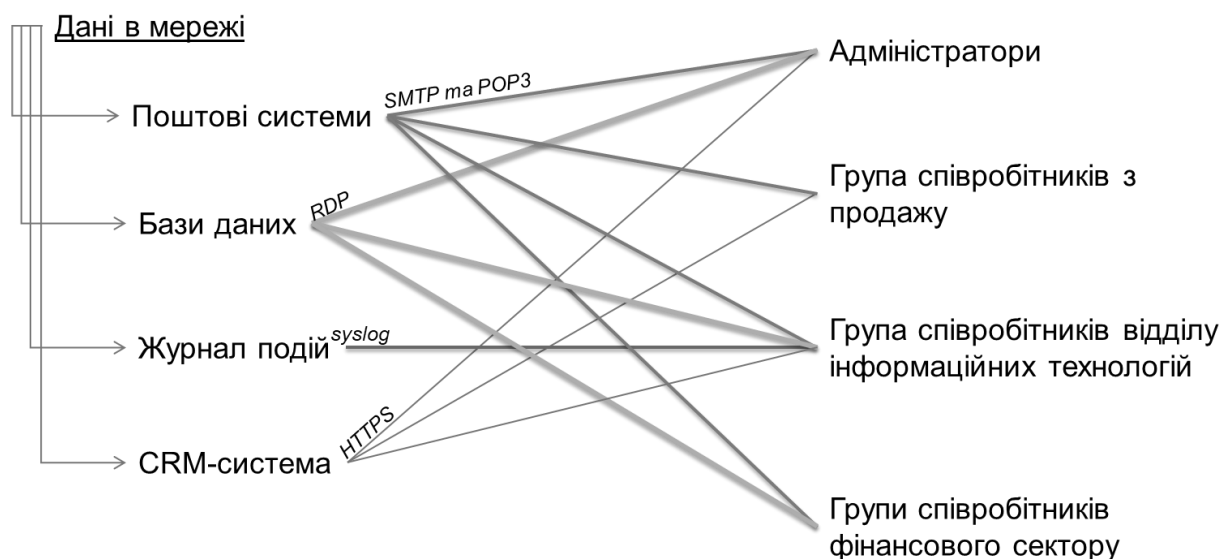 Дані в мережі
Адміністратори
SMTP та POP3
Поштові системи
Група співробітників з
продажу
RDP
Бази даних
syslog
Журнал подій
Група співробітників відділу
інформаційних технологій
HTTPS
CRM-система
Групи співробітників
фінансового сектору